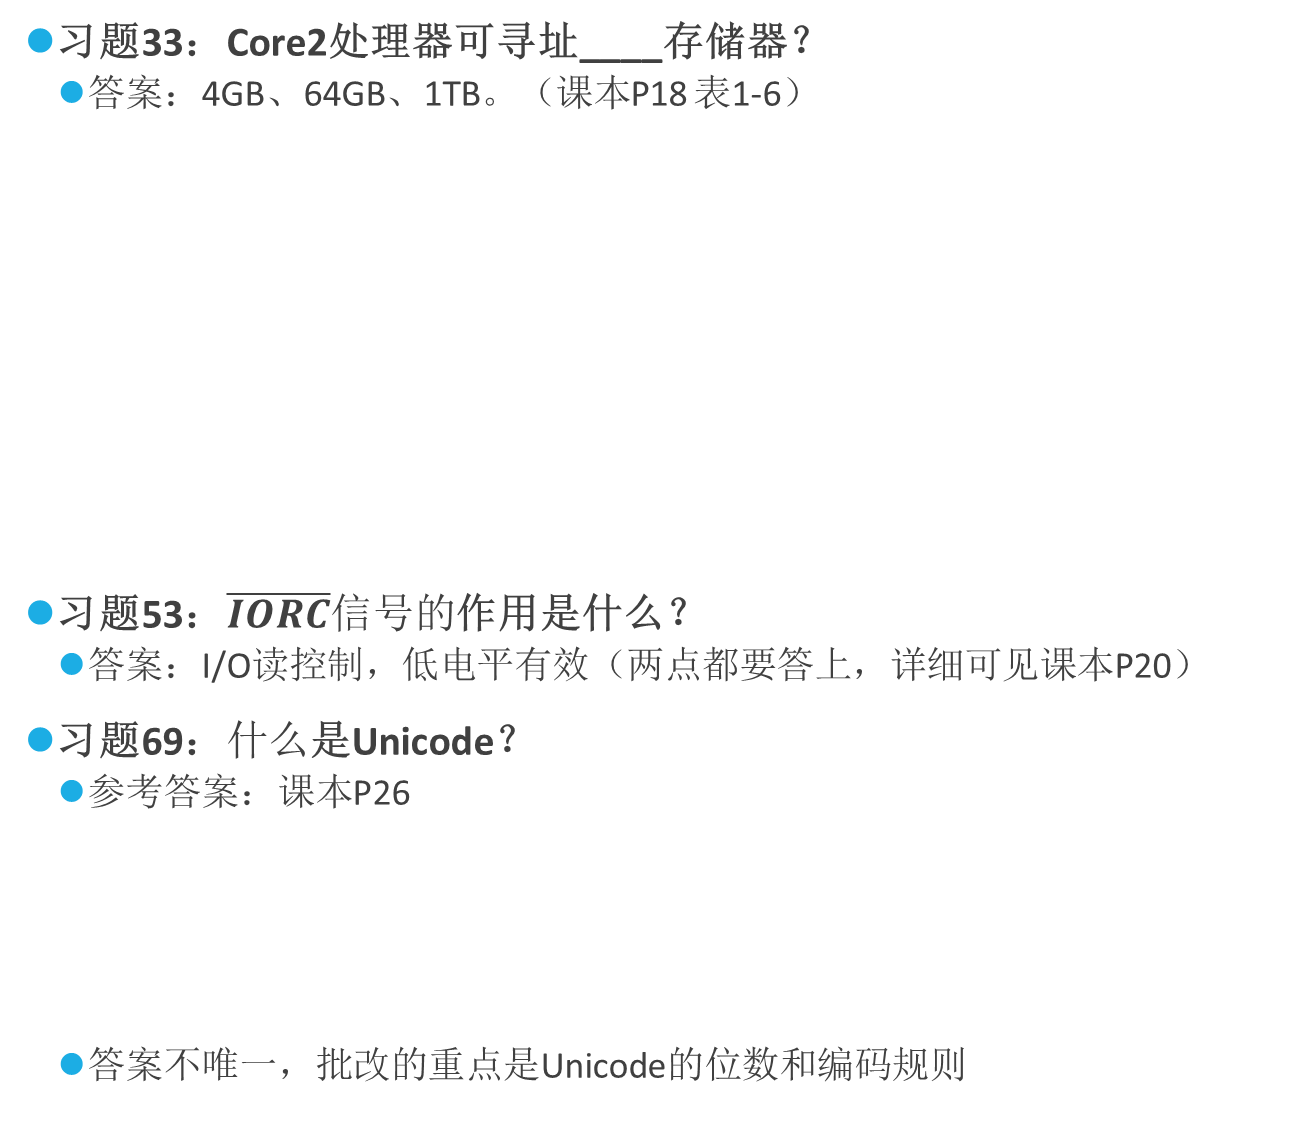 习题33：Core2处理器可寻址____存储器？
答案：4GB、64GB、1TB。（课本P18 表1-6）
习题53：IORC信号的作用是什么？
答案：I/O读控制，低电平有效（两点都要答上，详细可见课本P20）
习题69：什么是Unicode？
参考答案：课本P26
答案不唯一，批改的重点是Unicode的位数和编码规则